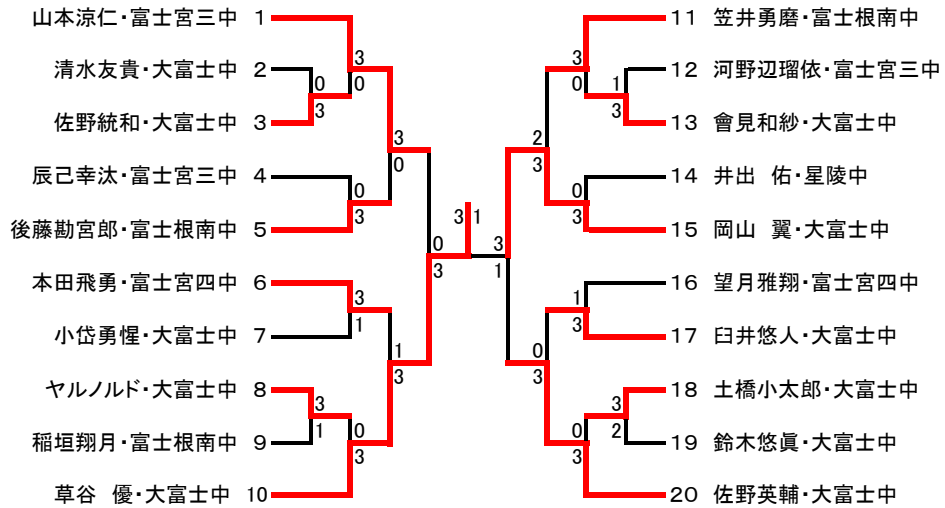 山本涼仁・富士宮三中 1
清水友貴・大富士中 2
佐野統和・大富士中 3
辰己幸汰・富士宮三中 4
後藤勘宮郎・富士根南中 5
本田飛勇・富士宮四中 6
小岱勇惺・大富士中 7
ヤルノルド・大富士中 8
稲垣翔月・富士根南中 9
草谷 優・大富士中 10
3
0
0
3
3
0
0
3
3
1
3
1
0
3
1
3
0
3
3 1
11 笠井勇磨・富士根南中
12 河野辺瑠依・富士宮三中
13 會見和紗・大富士中
14 井出 佑・星陵中
15 岡山 翼・大富士中
16 望月雅翔・富士宮四中
17 臼井悠人・大富士中
18 土橋小太郎・大富士中
19 鈴木悠眞・大富士中
20 佐野英輔・大富士中
3
0
1
3
2
3
0
3
3
1
1
3
0
3
3
2
0
3